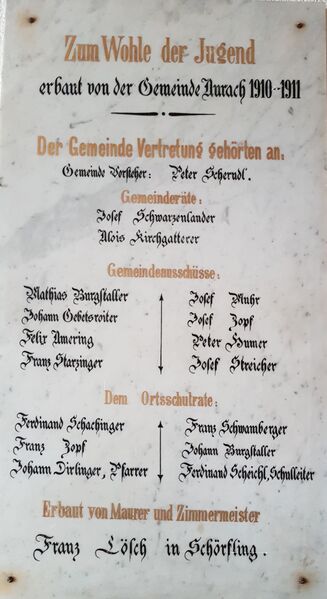 Zum Wohle der Jugend
erbaut von der Gemeinde Aurach 1910-1911
Der Gemeinde Vertretung gehörten an:
Gemeinde Vorsteher: Peter Scherndl.
Gemeinderäte:
Josef Schwarzenlander
Alois Kirchgatterer
Gemeindeausschüsse:
Mathias Burgstaller Josef Muhr
Johann Gebetsroiter Josef Zopf
Felix Amering Peter Humer
Franz Starzinger Josef Streicher
Dem Ortsschulrate:
Ferdinand Schachinger Franz Schwamberger
Franz Zopf Johann Burgstaller
Johann Dirlinger, Pfarrer Ferdinand Scheichl, Schulleiter
Erbaut von Maurer und Zimmermeister
Franz Lösch in Schörfling.